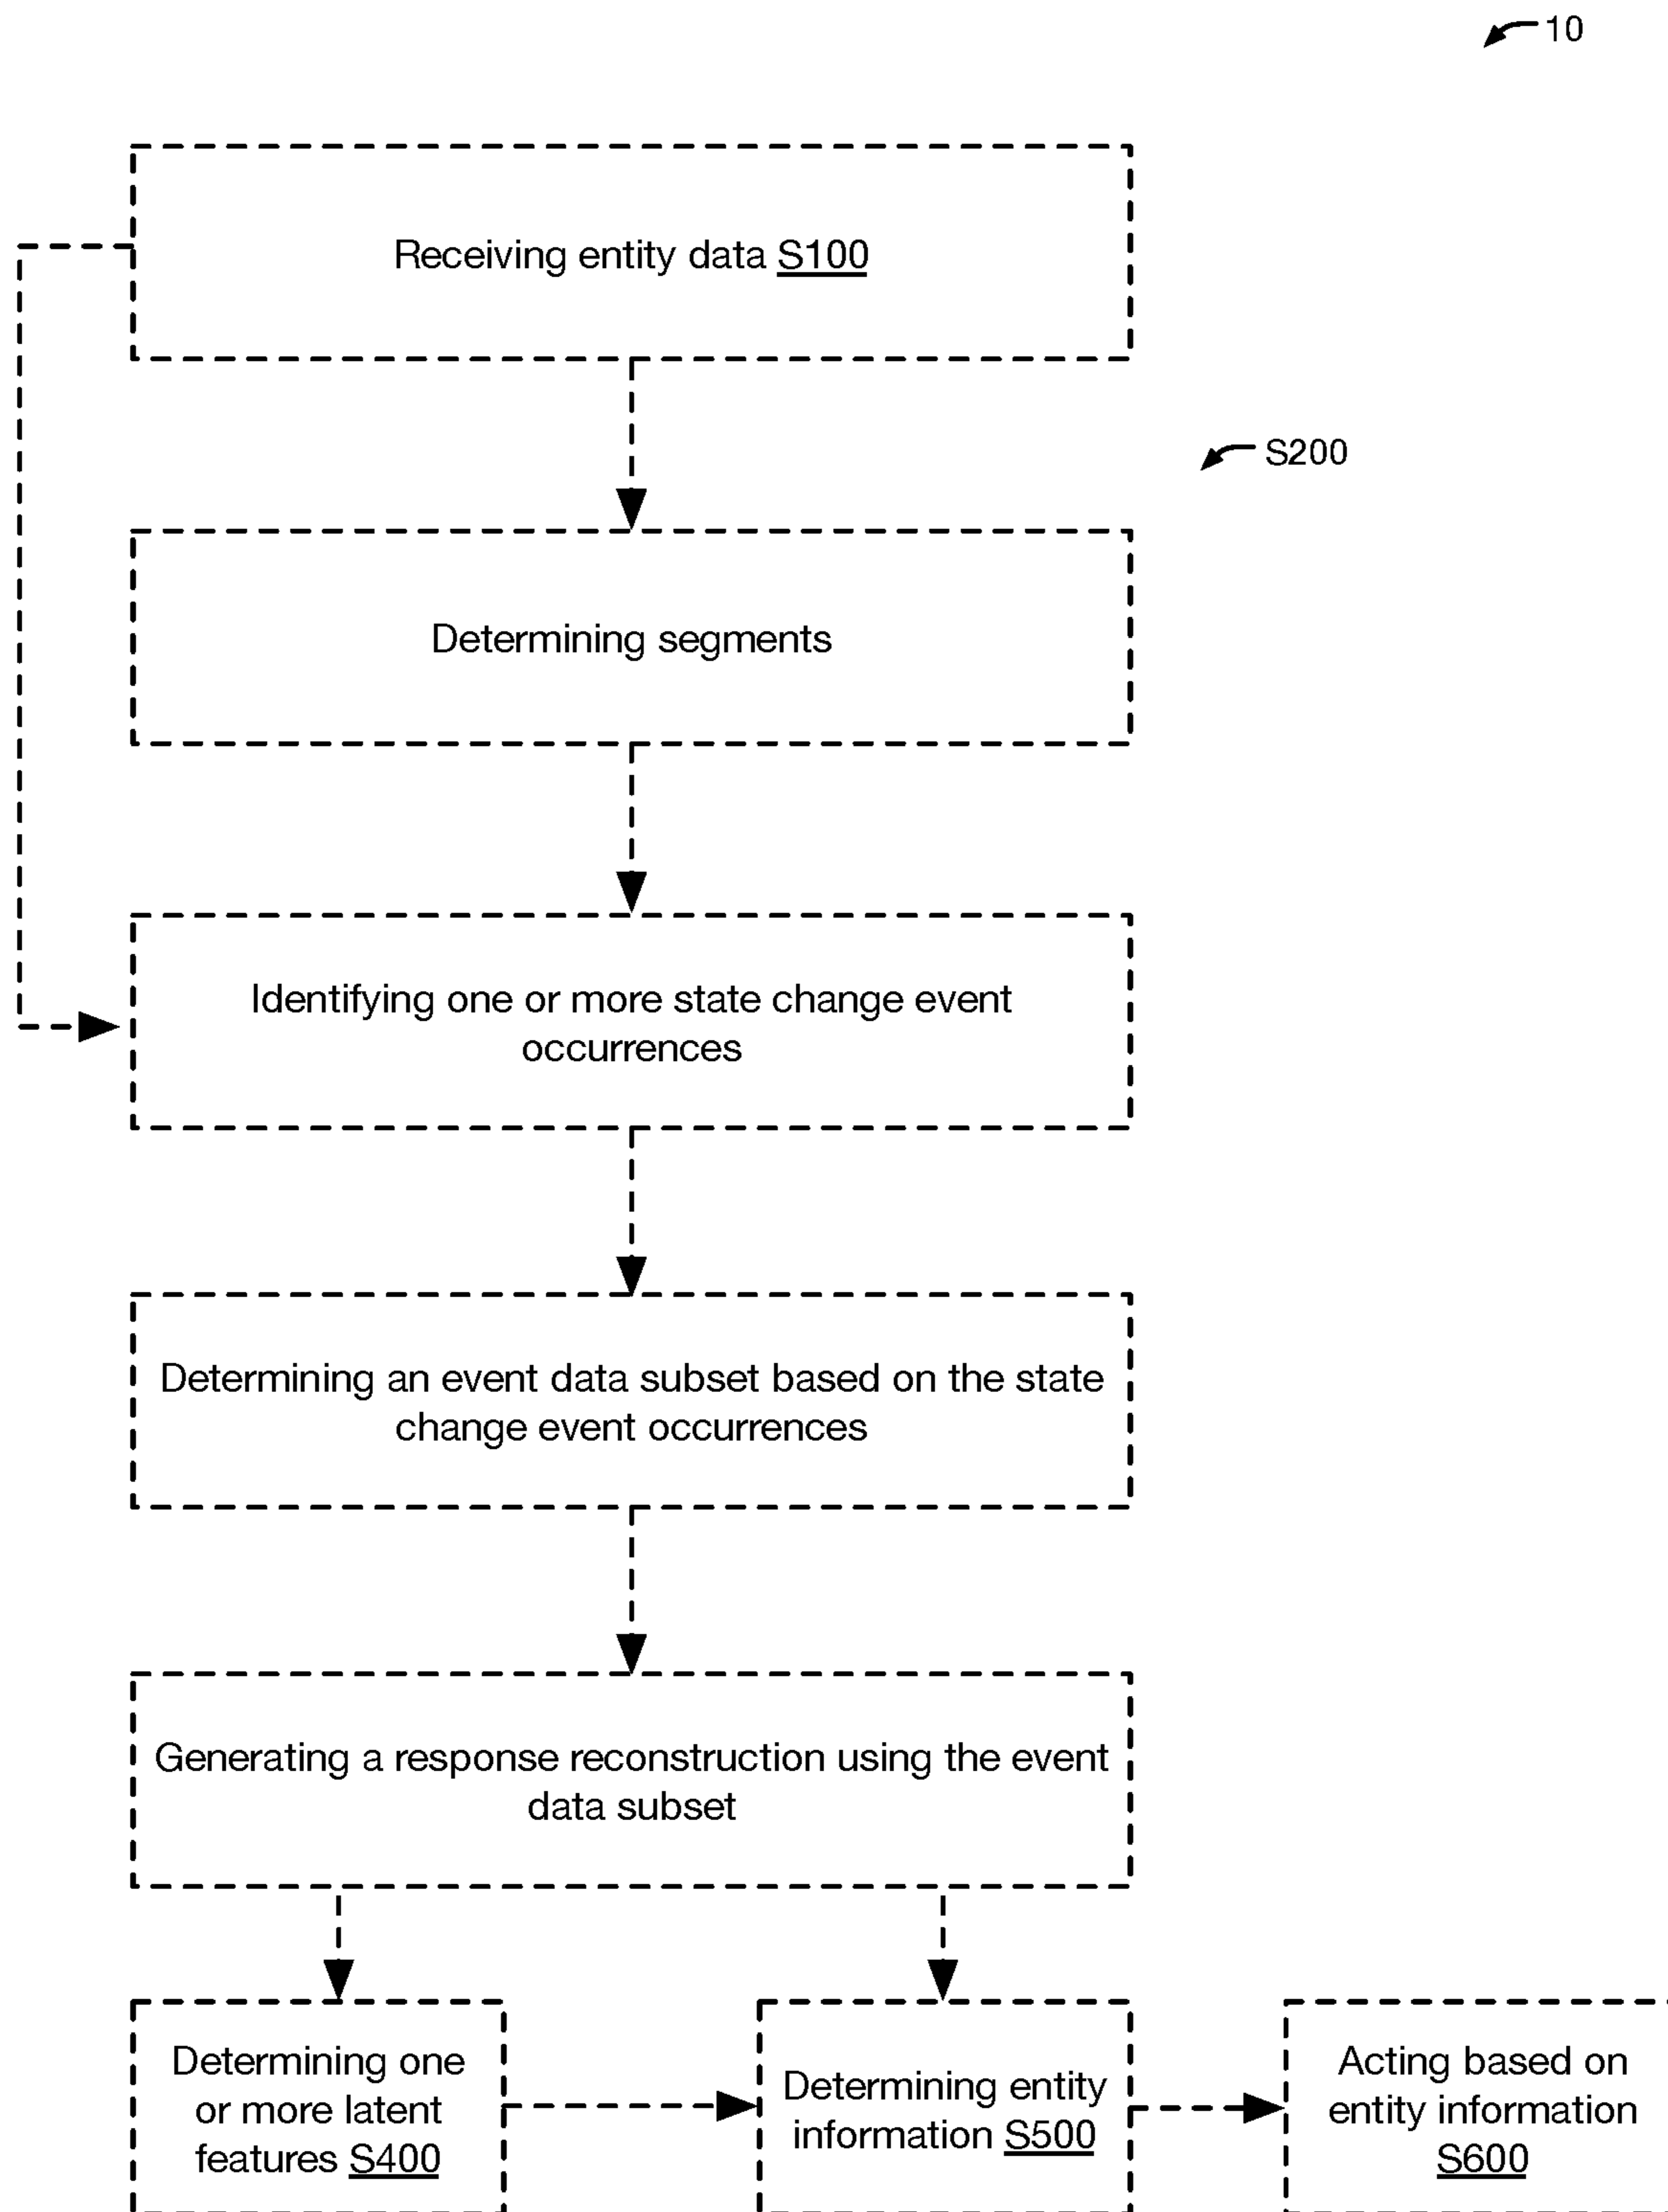 10
Receiving entity data S100
S200
Determining segments
Identifying one or more state change event
occurrences
Determining an event data subset based on the state
change event occurrences
Generating a response reconstruction using the event
data subset
Determining one
or more latent
features S400
Determining entity
information S500
Acting based on
entity information
S600